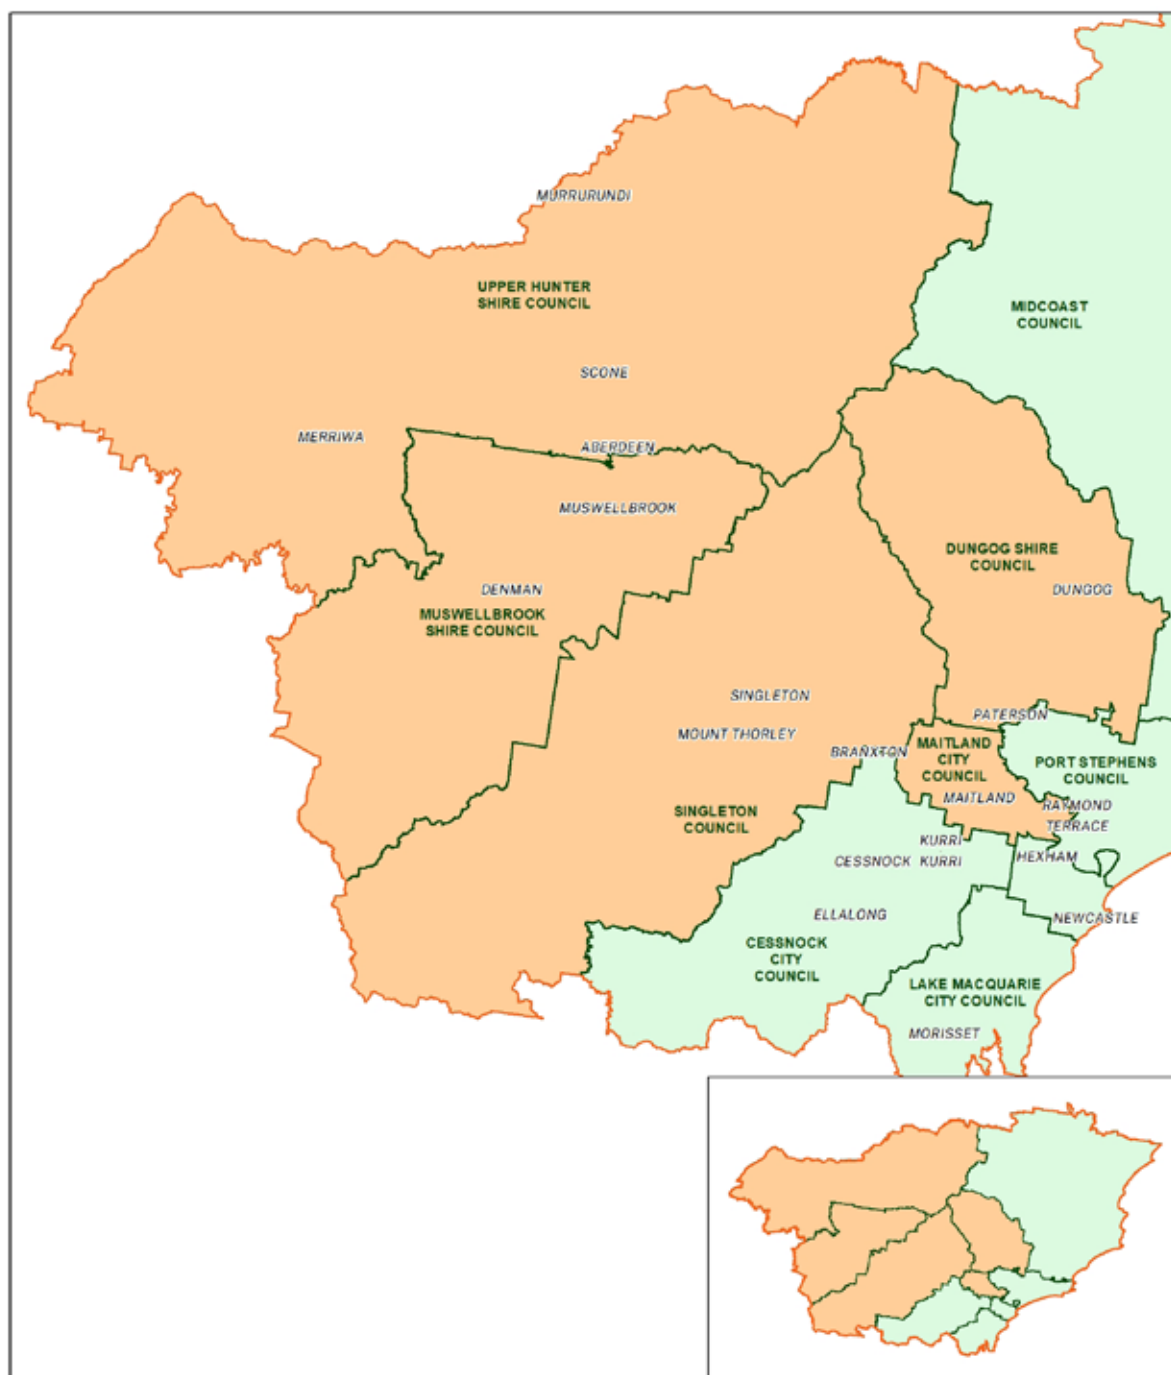 MURRURUNDI
UPPER HUNTER
SHIRE COUNCIL
MIDCOAST
COUNCIL
SCONE
MERRIWA
ABERDEEN
MUSWELLBROOK
DUNGOG SHIRE
COUNCIL
DENMAN
DUNGOG
MUSWELLBROOK
SHIRE COUNCIL
SINGLETON
PATERSON
MOUNT THORLEY
BRANXTON
MAITLAND
CITY
COUNCIL
PORT STEPHENS
COUNCIL
MAITLAND
RAYMOND
TERRACE
SINGLETON
COUNCIL
KURRI
KURRI
CESSNOCK
HEXHAM
ELLALONG
NEWCASTLE
CESSNOCK
CITY
COUNCIL
LAKE MACQUARIE
CITY COUNCIL
MORISSET